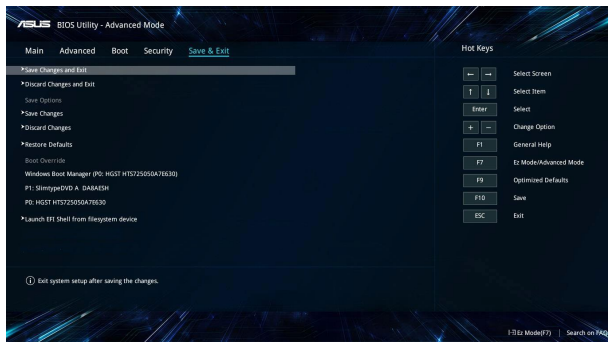 ASUS BIOS Utility - Advanced Mode
Main Advanced Boot Security Save & Exit
Save Changes and Exit
Discard Changes and Exit
Save Options
Save Changes
Discard Changes
Restore Defaults
Boot Override
Windows Boot Manager (P0: HGST HTS725050A7E630)
P1: SlimtypeDVD A DA8AESH
P0: HGST HTS725050A7E630
Launch EFI Shell from filesystem device
Exit system setup after saving the changes.
Hot Keys
← → Select Screen
↑ ↓ Select Item
Enter Select
+ − Change Option
F1 General Help
F7 Ez Mode/Advanced Mode
F9 Optimized Defaults
F10 Save
ESC Exit
Ez Mode(F7) | Search on FAQ